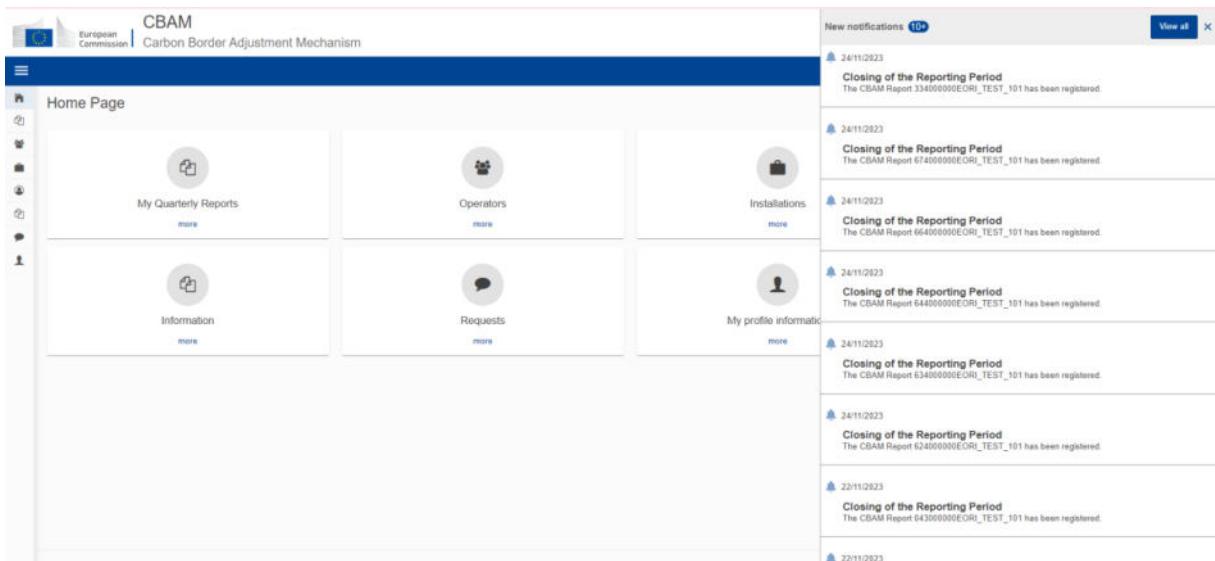 European
Commission
CBAM
Carbon Border Adjustment Mechanism
Home Page
My Quarterly Reports
more
Operators
more
Installations
more
Information
more
Requests
more
My profile informatic
more
New notifications 10+
View all
24/11/2023
Closing of the Reporting Period
The CBAM Report 334000000EORI_TEST_101 has been registered.
24/11/2023
Closing of the Reporting Period
The CBAM Report 674000000EORI_TEST_101 has been registered.
24/11/2023
Closing of the Reporting Period
The CBAM Report 664000000EORI_TEST_101 has been registered.
24/11/2023
Closing of the Reporting Period
The CBAM Report 644000000EORI_TEST_101 has been registered.
24/11/2023
Closing of the Reporting Period
The CBAM Report 634000000EORI_TEST_101 has been registered.
24/11/2023
Closing of the Reporting Period
The CBAM Report 624000000EORI_TEST_101 has been registered.
22/11/2023
Closing of the Reporting Period
The CBAM Report 643000000EORI_TEST_101 has been registered.
22/11/2023